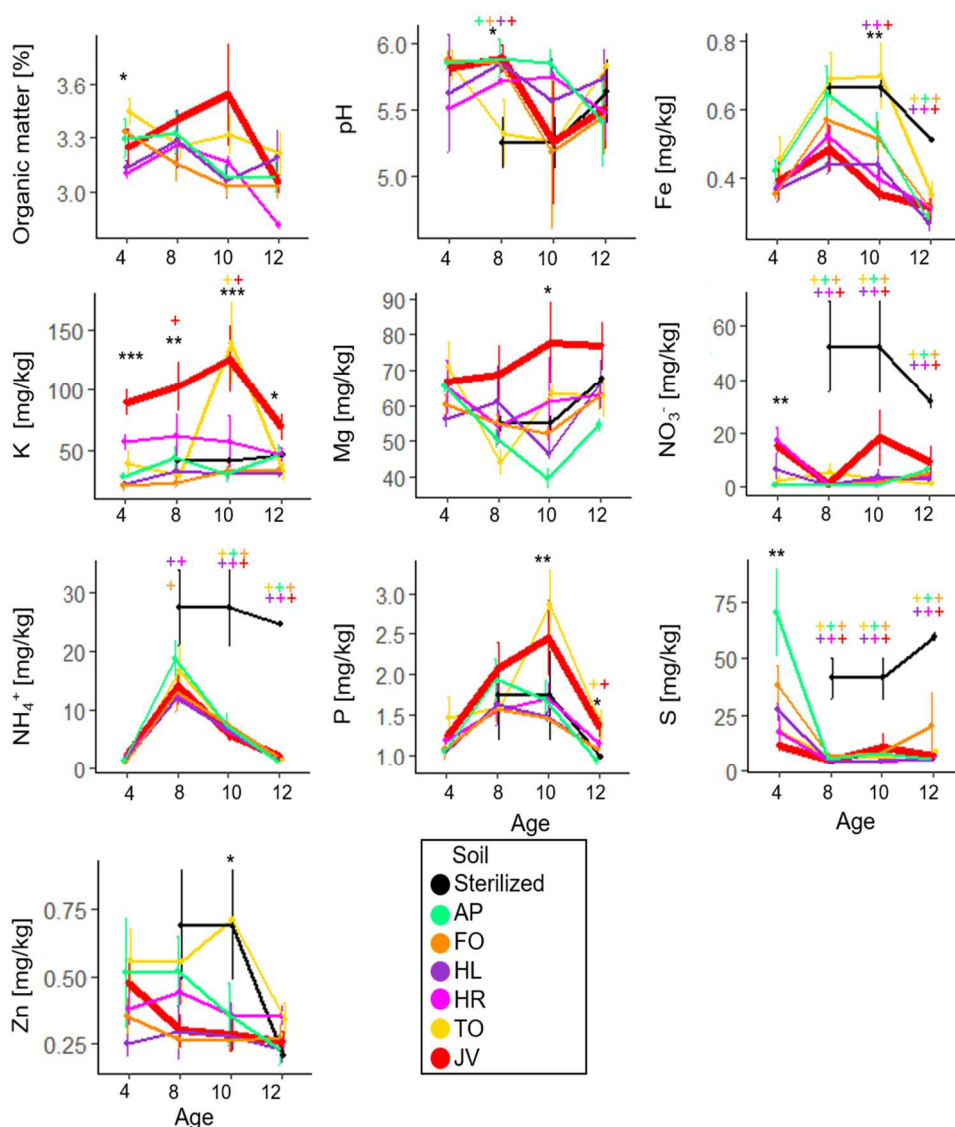 Organic matter [%]
3.6
3.3
3.0
*
4 8 10 12
pH
6.0
5.5
5.0
++++
*
4 8 10 12
Fe [mg/kg]
0.8
0.6
0.4
+++
**
+++
+++
4 8 10 12
K [mg/kg]
150
100
50
***
+
**
++
***
*
4 8 10 12
Mg [mg/kg]
90
80
70
60
50
40
*
4 8 10 12
NO₃⁻ [mg/kg]
60
40
20
0
**
+++
+++
+++
+++
+++
+++
4 8 10 12
NH₄⁺ [mg/kg]
30
20
10
0
++
+
+++
+++
+++
+++
4 8 10 12
P [mg/kg]
3.0
2.5
2.0
1.5
1.0
**
++
*
4 8 10 12
Age
S [mg/kg]
75
50
25
0
**
+++
+++
+++
+++
+++
+++
4 8 10 12
Age
Zn [mg/kg]
0.75
0.50
0.25
*
4 8 10 12
Age
Soil
Sterilized
AP
FO
HL
HR
TO
JV